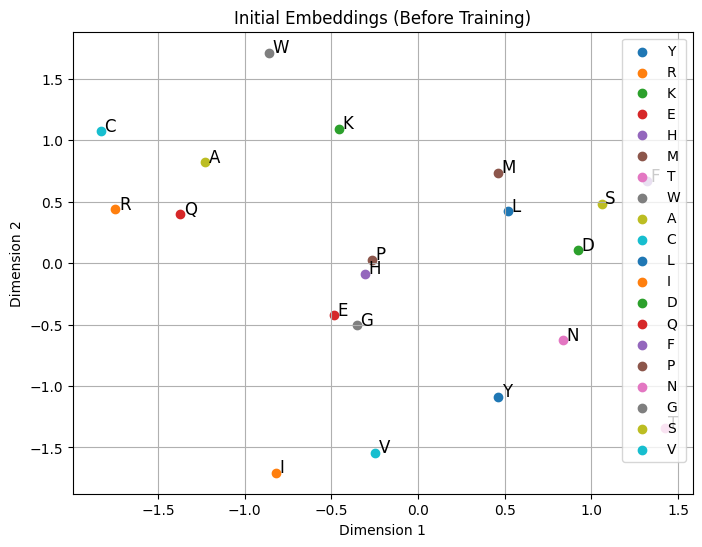 Initial Embeddings (Before Training)
W
C
K
A
M
F
S
R
Q
L
D
P
H
E
G
N
Y
T
V
I
Y
R
K
E
H
M
T
W
A
C
L
I
D
Q
F
P
N
G
S
V
1.5
1.0
0.5
0.0
−0.5
−1.0
−1.5
Dimension 2
−1.5 −1.0 −0.5 0.0 0.5 1.0 1.5
Dimension 1